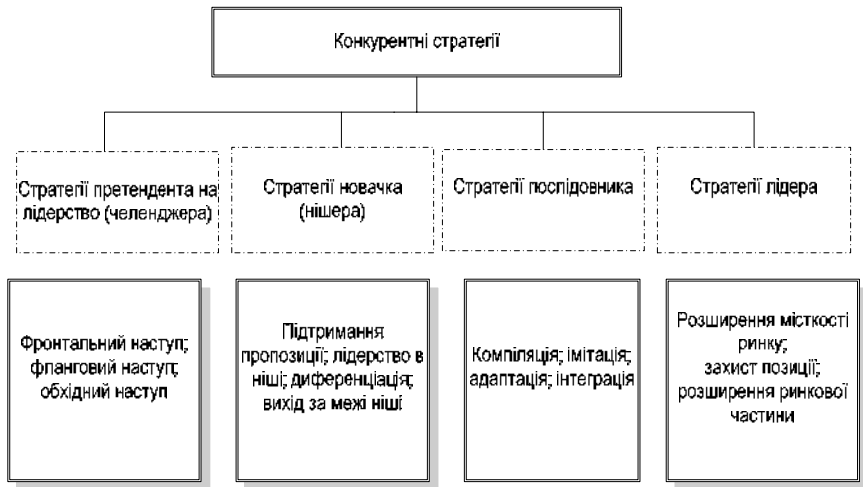 Конкурентні стратегії
Стратегії претендента на
лідерство (челенджера)
Стратегії новачка
(нішера)
Стратегії послідовника
Стратегії лідера
Фронтальний наступ;
фланговий наступ;
обхідний наступ
Підтримання
пропозиції; лідерство в
ніші; диференціація;
вихід за межі ніші
Компіляція; імітація;
адаптація; інтеграція
Розширення місткості
ринку;
захист позиції;
розширення ринкової
частини